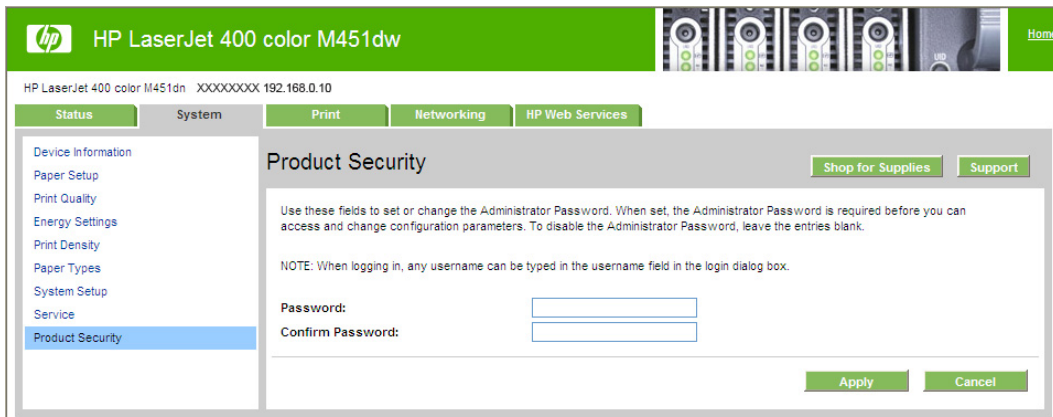 hp HP LaserJet 400 color M451dw
UID
Home
HP LaserJet 400 color M451dn XXXXXXXX 192.168.0.10
Status System Print Networking HP Web Services
Device Information
Paper Setup
Print Quality
Energy Settings
Print Density
Paper Types
System Setup
Service
Product Security
Product Security
Shop for Supplies Support
Use these fields to set or change the Administrator Password. When set, the Administrator Password is required before you can
access and change configuration parameters. To disable the Administrator Password, leave the entries blank.
NOTE: When logging in, any username can be typed in the username field in the login dialog box.
Password:
Confirm Password:
Apply Cancel